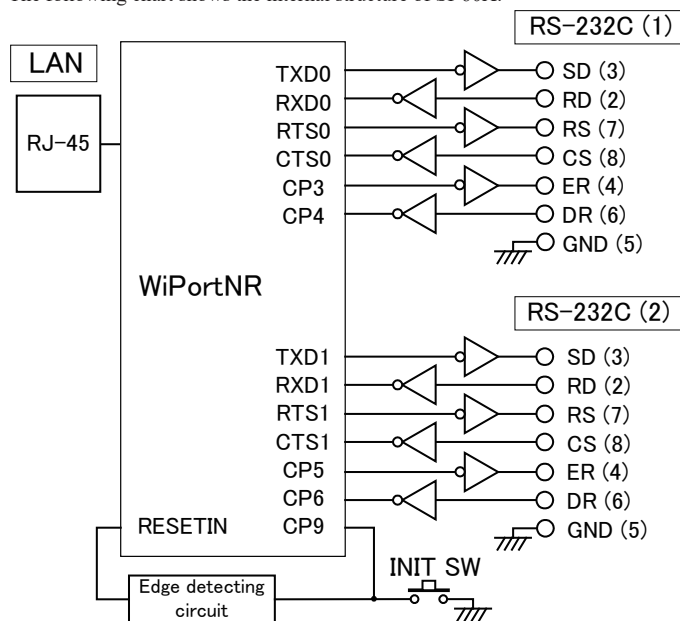 The following chart shows the internal structure of
RS-232C (1)
LAN
RJ-45
WiPortNR
TXD0
RXD0
RTS0
CTS0
CP3
CP4
SD (3)
RD (2)
RS (7)
CS (8)
ER (4)
DR (6)
GND (5)
RS-232C (2)
TXD1
RXD1
RTS1
CTS1
CP5
CP6
CP9
SD (3)
RD (2)
RS (7)
CS (8)
ER (4)
DR (6)
GND (5)
RESETIN
INIT SW
Edge detecting
circuit